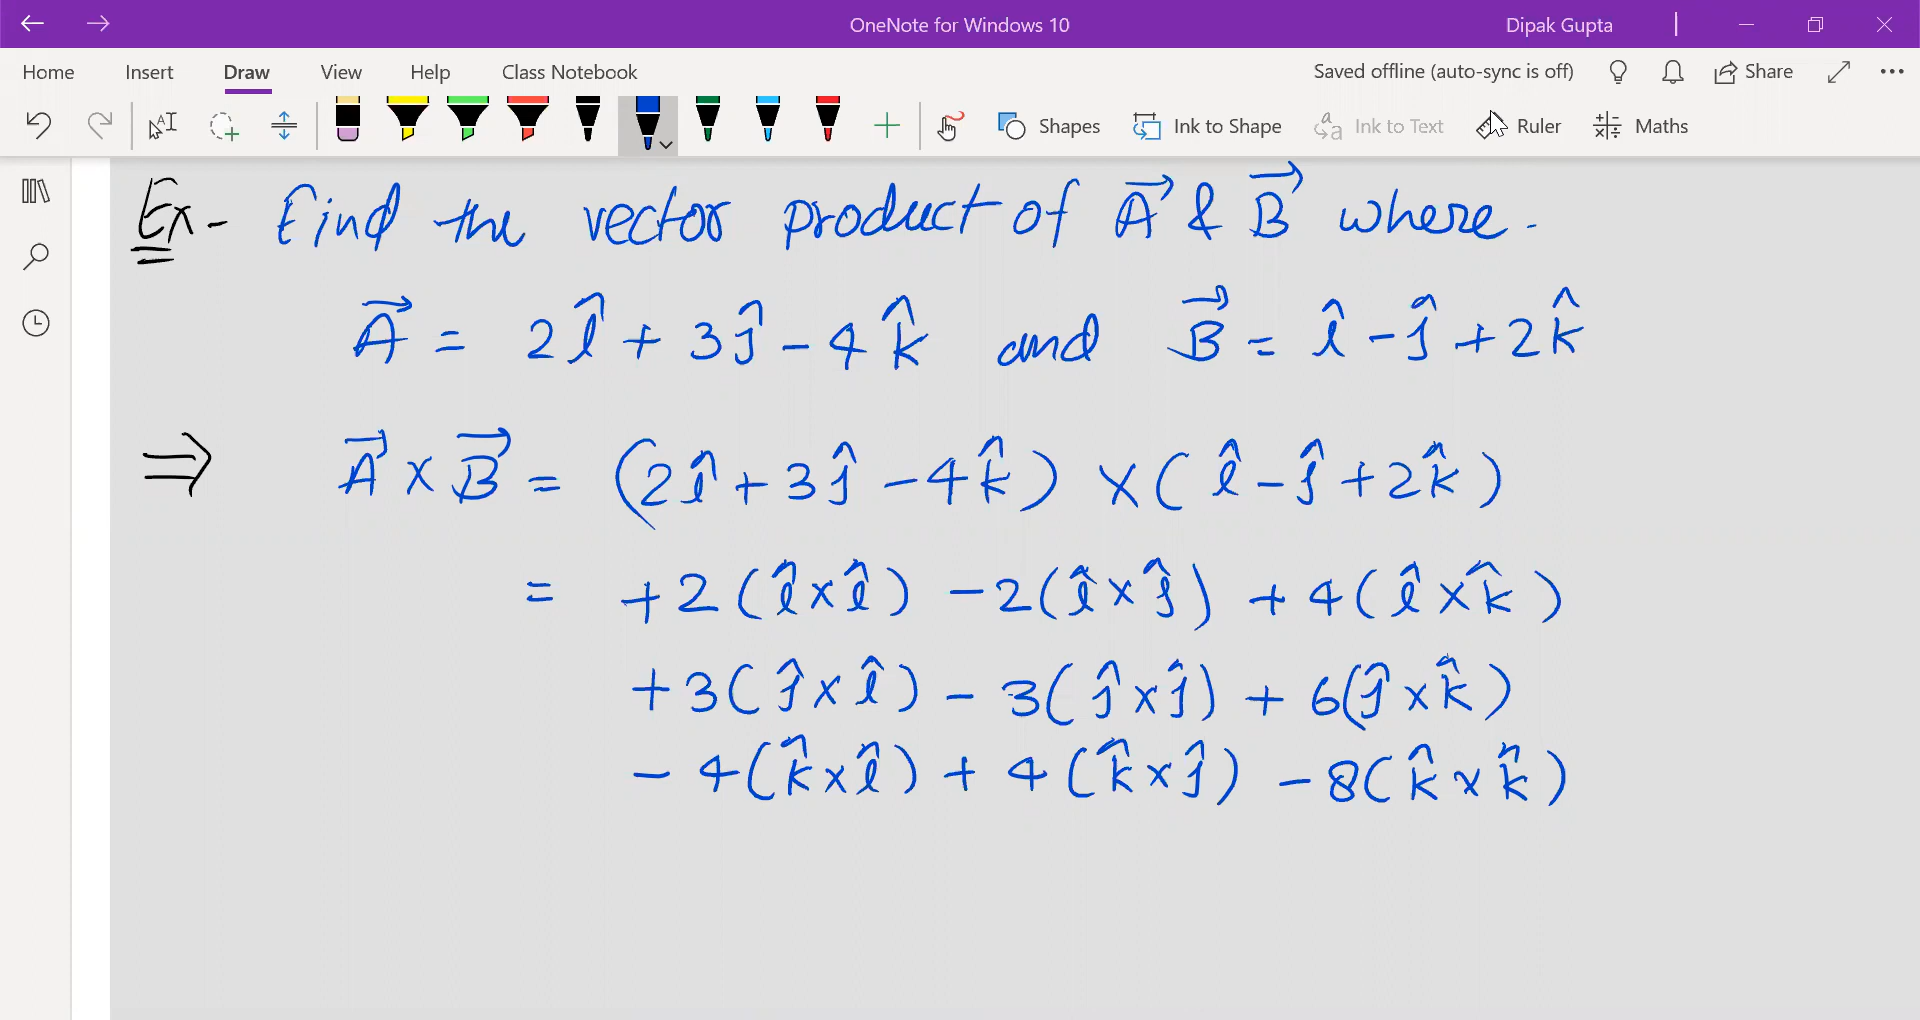 OneNote for Windows 10 Dipak Gupta
Home Insert Draw View Help Class Notebook Saved offline (auto-sync is off) Share
Shapes Ink to Shape Ink to Text Ruler Maths
Ex- Find the vector product of A⃗ & B⃗ where.
A⃗ = 2î + 3ĵ - 4k̂ and B⃗ = î - ĵ + 2k̂
⇒ A⃗ × B⃗ = (2î + 3ĵ - 4k̂) × (î - ĵ + 2k̂)
= +2(î×î) - 2(î×ĵ) + 4(î×k̂)
+3(ĵ×î) - 3(ĵ×ĵ) + 6(ĵ×k̂)
- 4(k̂×î) + 4(k̂×ĵ) - 8(k̂×k̂)